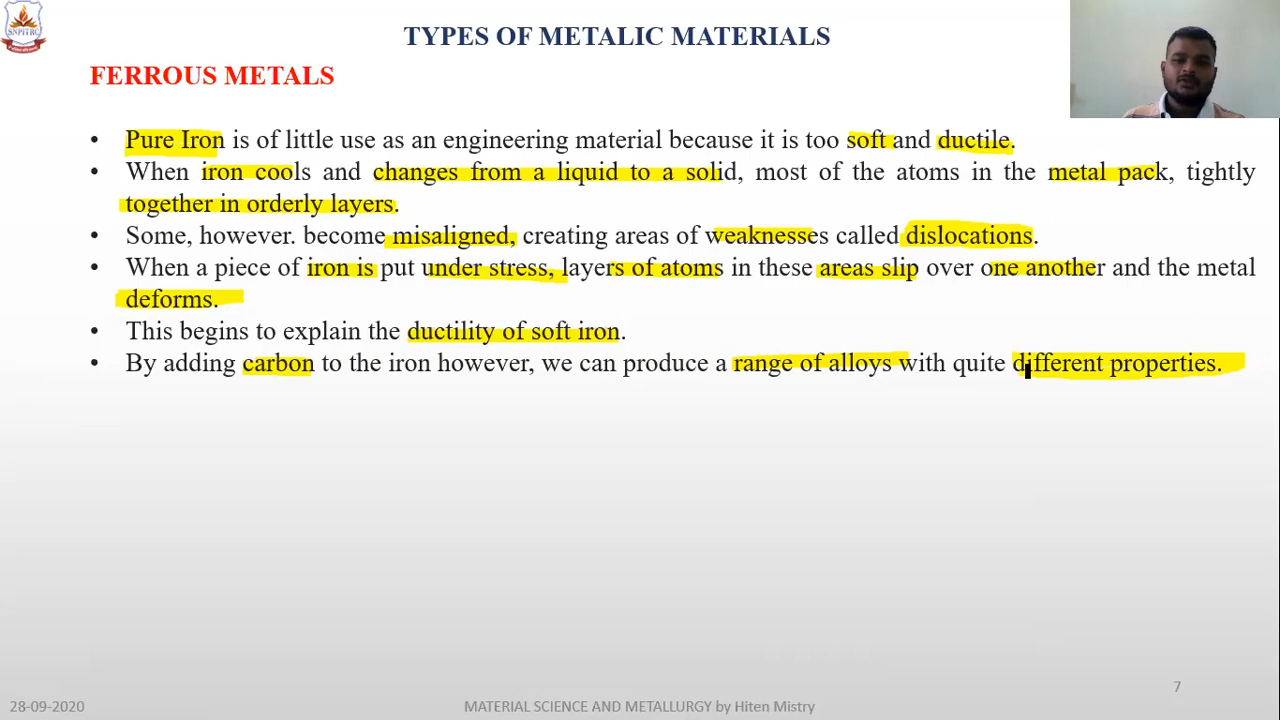 SNPITRC
TYPES OF METALIC MATERIALS
FERROUS METALS
• Pure Iron is of little use as an engineering material because it is too soft and ductile.
• When iron cools and changes from a liquid to a solid, most of the atoms in the metal pack, tightly
together in orderly layers.
• Some, however. become misaligned, creating areas of weaknesses called dislocations.
• When a piece of iron is put under stress, layers of atoms in these areas slip over one another and the metal
deforms.
• This begins to explain the ductility of soft iron.
• By adding carbon to the iron however, we can produce a range of alloys with quite different properties.
7
28-09-2020
MATERIAL SCIENCE AND METALLURGY by Hiten Mistry